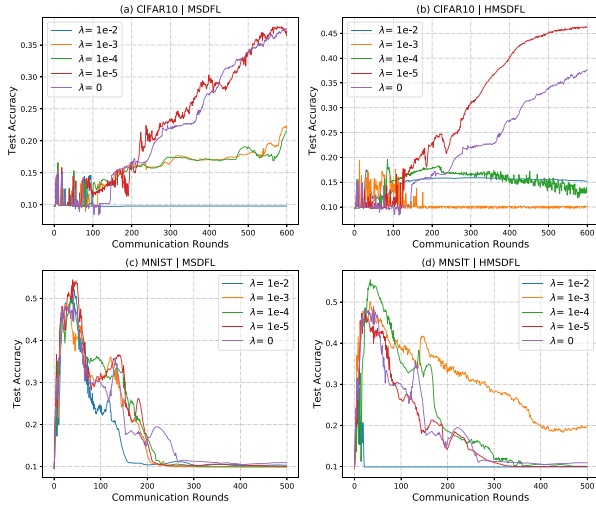 (a) CIFAR10 | MSDFL
Test Accuracy
0.35
0.30
0.25
0.20
0.15
0.10
λ= 1e-2
λ= 1e-3
λ= 1e-4
λ= 1e-5
λ= 0
0 100 200 300 400 500 600
Communication Rounds
(b) CIFAR10 | HMSDFL
Test Accuracy
0.45
0.40
0.35
0.30
0.25
0.20
0.15
0.10
λ= 1e-2
λ= 1e-3
λ= 1e-4
λ= 1e-5
λ= 0
0 100 200 300 400 500 600
Communication Rounds
(c) MNIST | MSDFL
Test Accuracy
0.5
0.4
0.3
0.2
0.1
λ= 1e-2
λ= 1e-3
λ= 1e-4
λ= 1e-5
λ= 0
0 100 200 300 400 500
Communication Rounds
(d) MNSIT | HMSDFL
Test Accuracy
0.5
0.4
0.3
0.2
0.1
λ= 1e-2
λ= 1e-3
λ= 1e-4
λ= 1e-5
λ= 0
0 100 200 300 400 500
Communication Rounds